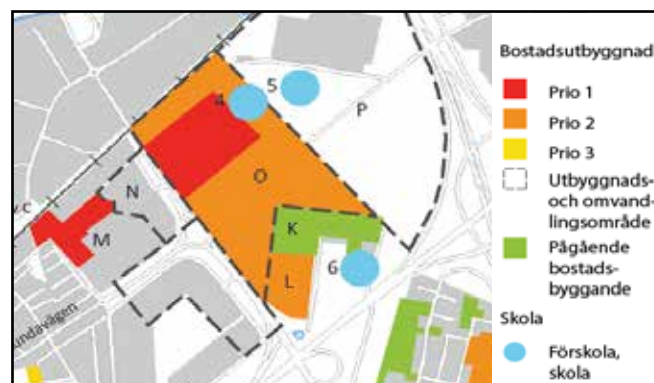 4
5
P
O
N
M
K
6
L
v.c
undavägen
Bostadsutbyggnad
Prio 1
Prio 2
Prio 3
Utbyggnads-
och omvand-
lingsområde
Pågående
bostads-
byggande
Skola
Förskola,
skola